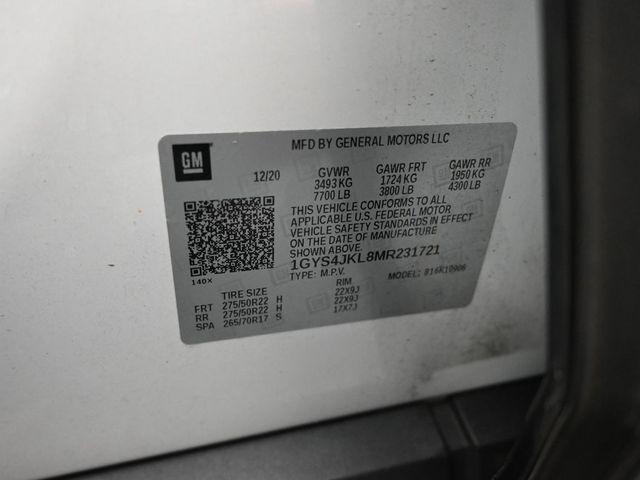 MFD BY GENERAL MOTORS LLC
GM
12/20 GVWR GAWR FRT GAWR RR
3493 KG 1724 KG 1950 KG
7700 LB 3800 LB 4300 LB
THIS VEHICLE CONFORMS TO ALL
APPLICABLE U.S. FEDERAL MOTOR
VEHICLE SAFETY STANDARDS IN EFFECT
ON THE DATE OF MANUFACTURE
SHOWN ABOVE.
1GYS4JKL8MR231721
TYPE: M.P.V. MODEL: 816K10906
140X
TIRE SIZE RIM
FRT 275/50R22 H 22X9J
RR 275/50R22 H 22X9J
SPA 265/70R17 S 17X7J